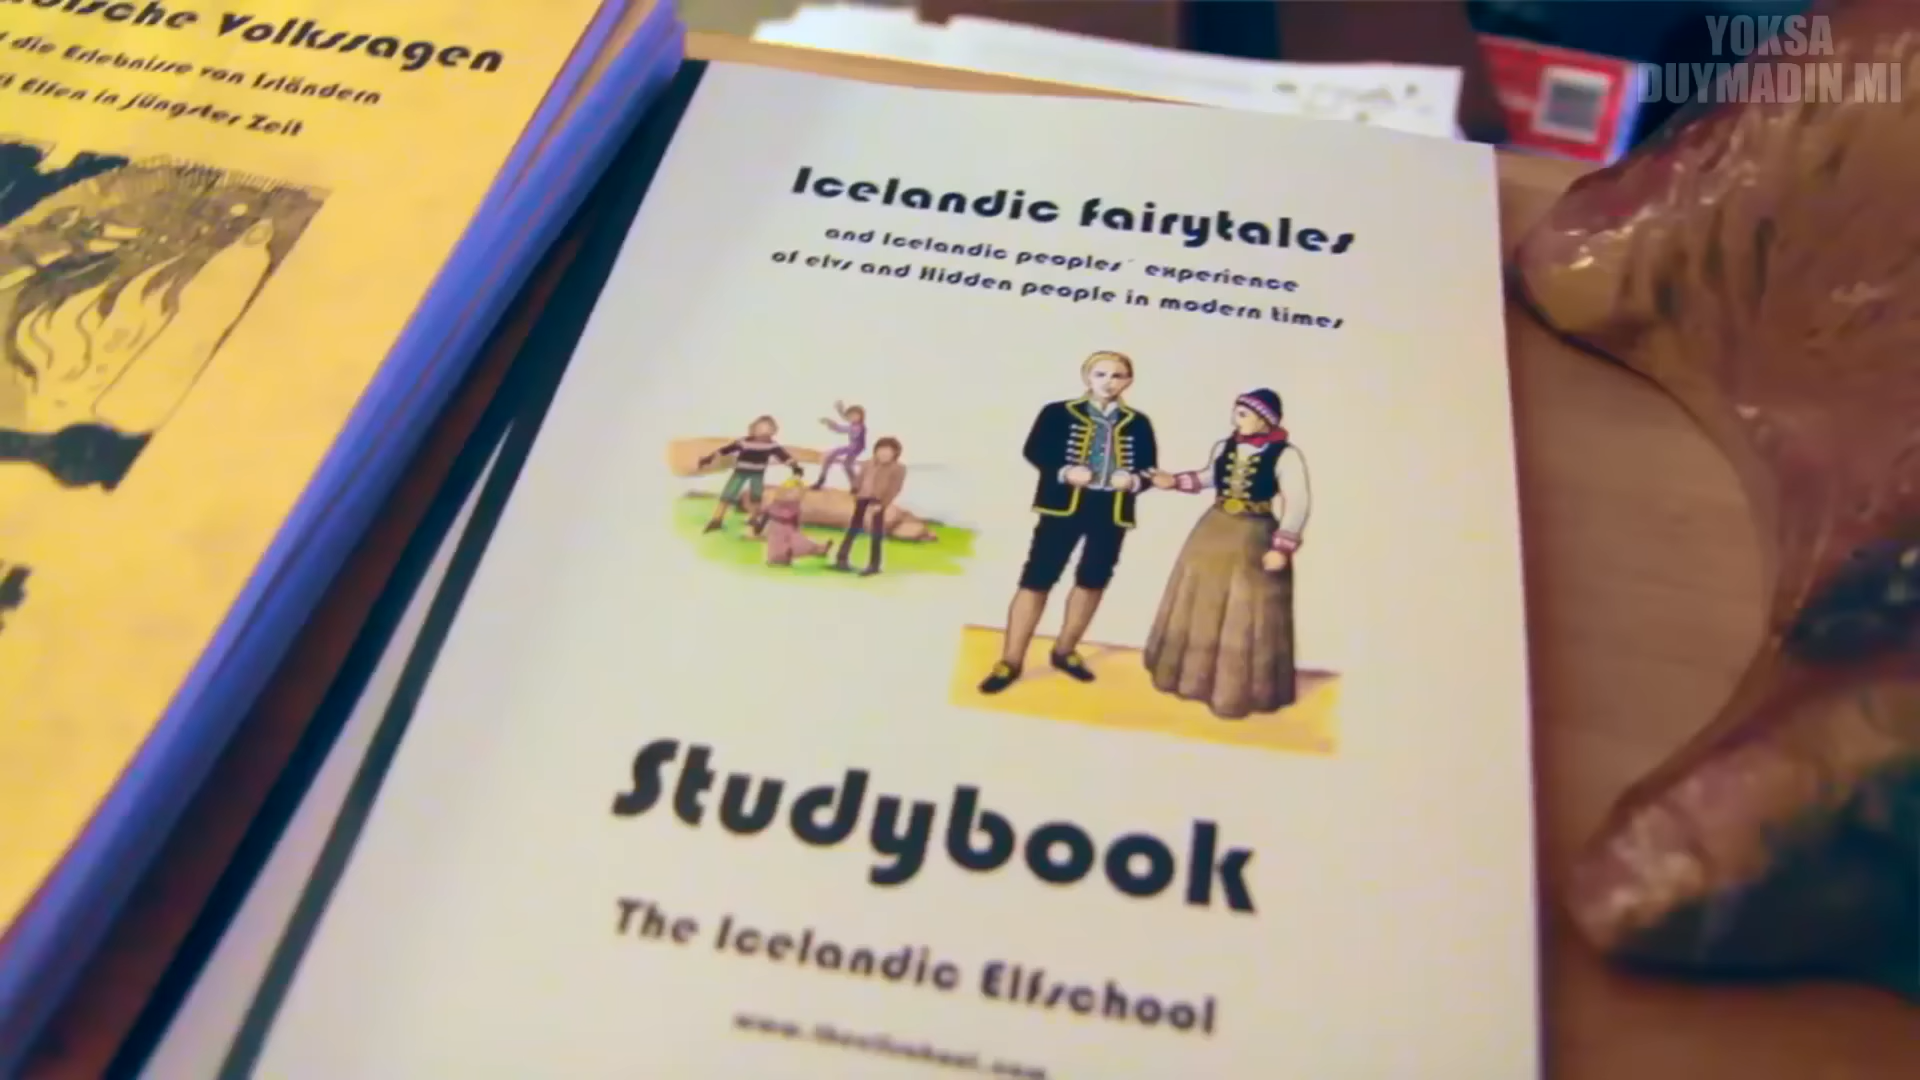 Volkssagen
die Erlebnisse von Isländern
Elfen in jüngster Zeit
Icelandic fairytales
and Icelandic peoples´ experience
of elvs and Hidden people in modern times
Studybook
The Icelandic Elfschool
YOKSA
DUYMADIN MI